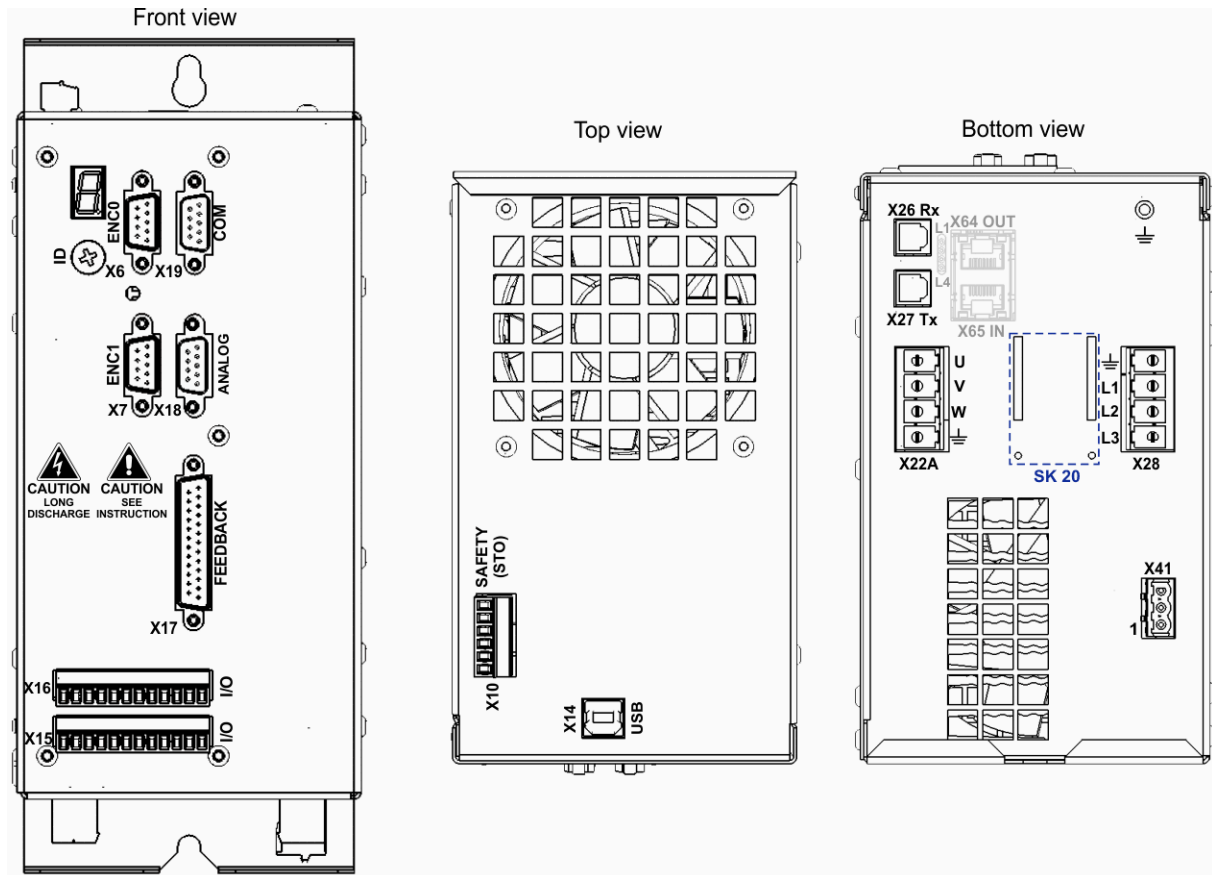 Front view
ENC0
COM
ID
X6
X19
ENC1
ANALOG
X7
X18
CAUTION
LONG
DISCHARGE
CAUTION
SEE
INSTRUCTION
FEEDBACK
X17
X16
I/O
X15
I/O
Top view
SAFETY
(STO)
X10
X14
USB
Bottom view
X26 Rx
L1
X64 OUT
L4
X27 Tx
X65 IN
U
V
W
X22A
SK 20
L1
L2
L3
X28
X41
1